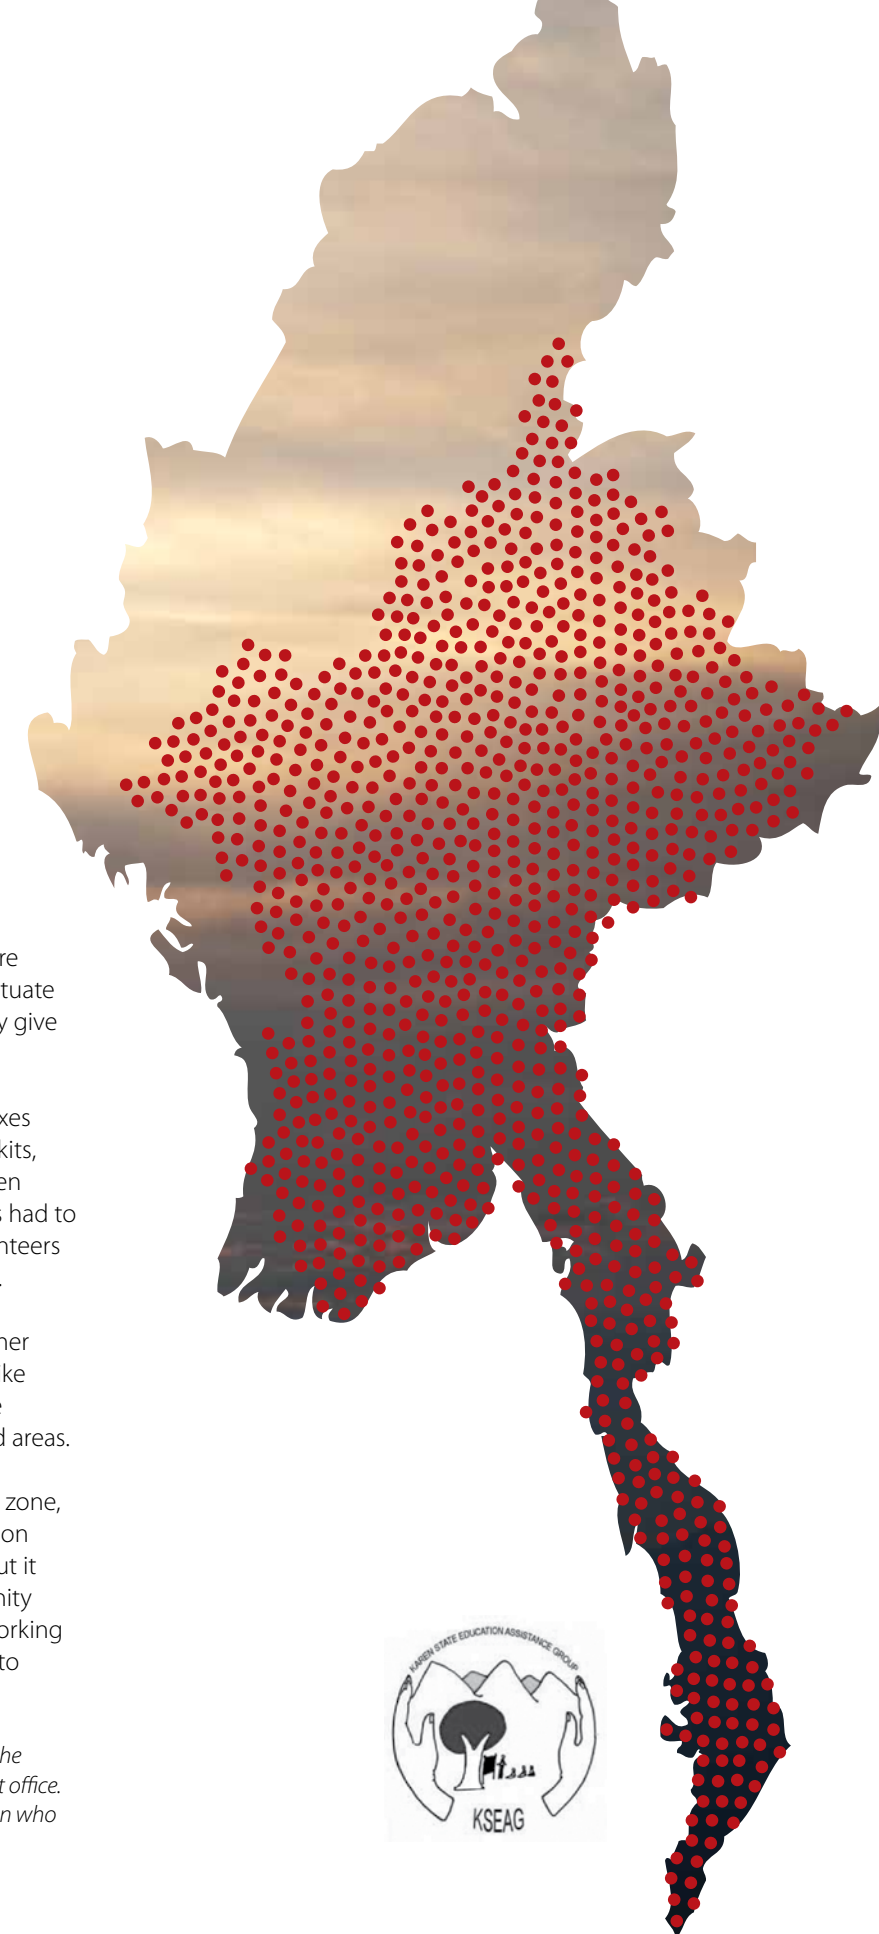 re
tuate
y give
xes
kits,
en
s had to
nteers
.
her
ike
e
d areas.
zone,
on
ut it
nity
orking
to
he
t office.
n who
KAREN STATE EDUCATION ASSISTANCE GROUP
KSEAG